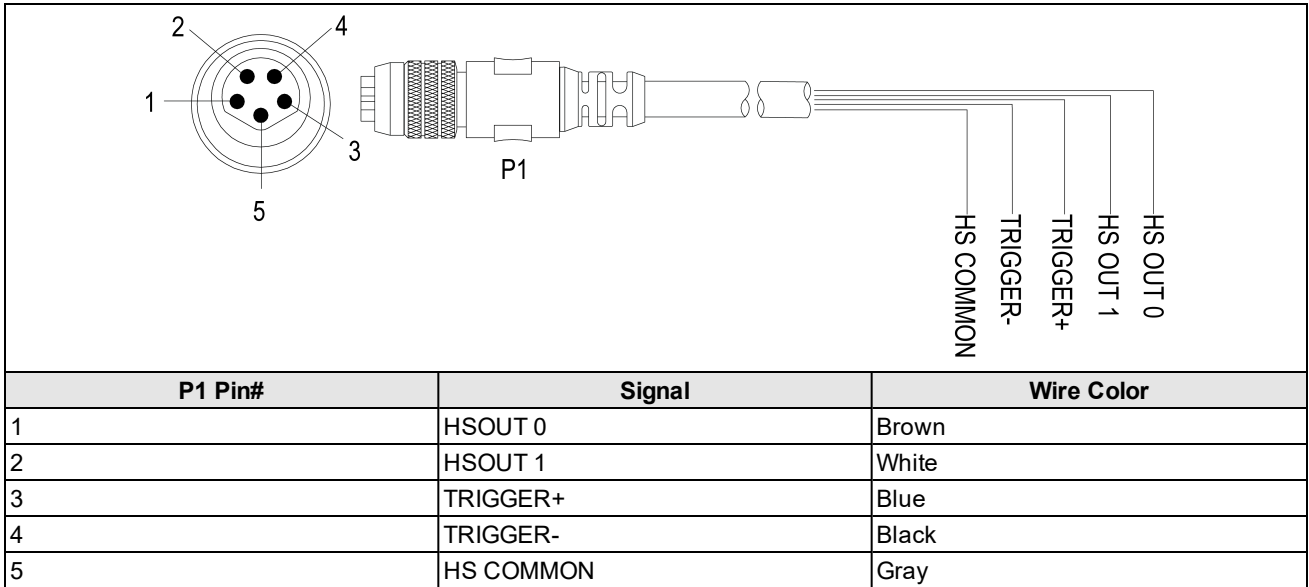 2
4
1
3
5
P1
HS COMMON
TRIGGER-
TRIGGER+
HS OUT 1
HS OUT 0
P1 Pin# Signal Wire Color
1 HSOUT 0 Brown
2 HSOUT 1 White
3 TRIGGER+ Blue
4 TRIGGER- Black
5 HS COMMON Gray